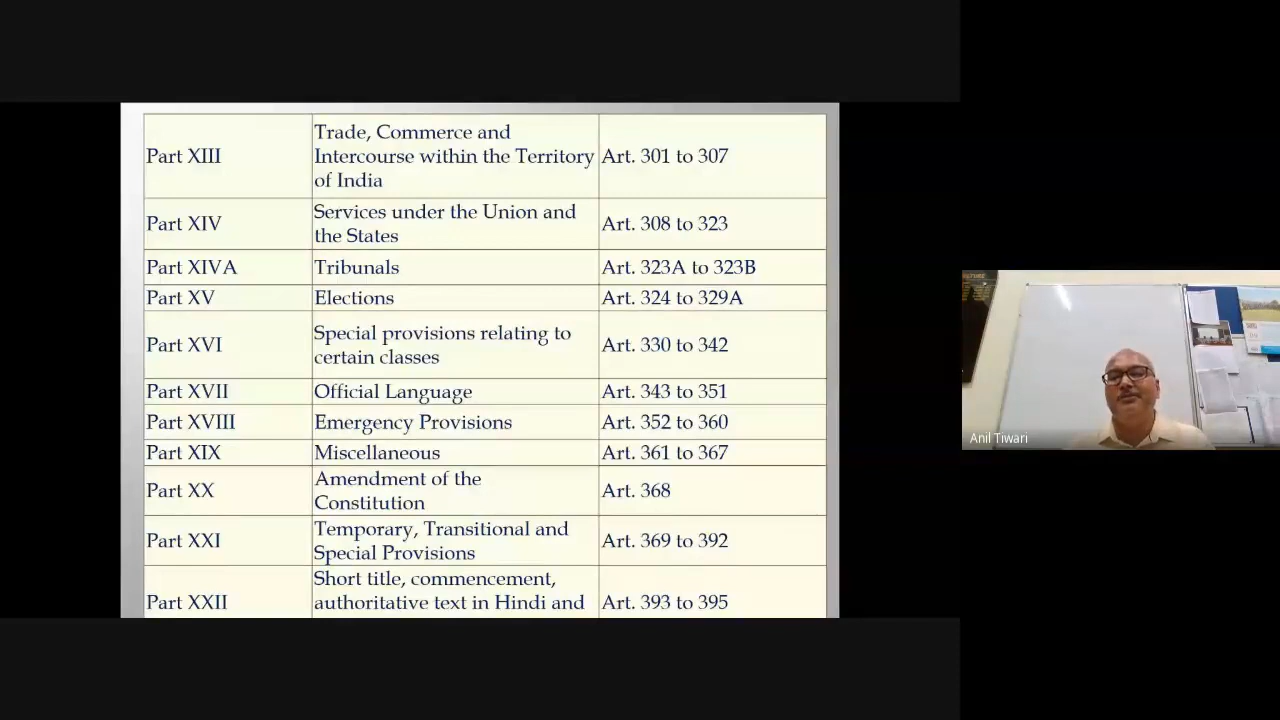 Part XIII
Trade, Commerce and
Intercourse within the Territory
of India
Art. 301 to 307
Part XIV
Services under the Union and
the States
Art. 308 to 323
Part XIVA
Tribunals
Art. 323A to 323B
Part XV
Elections
Art. 324 to 329A
Part XVI
Special provisions relating to
certain classes
Art. 330 to 342
Part XVII
Official Language
Art. 343 to 351
Part XVIII
Emergency Provisions
Art. 352 to 360
Part XIX
Miscellaneous
Art. 361 to 367
Part XX
Amendment of the
Constitution
Art. 368
Part XXI
Temporary, Transitional and
Special Provisions
Art. 369 to 392
Part XXII
Short title, commencement,
authoritative text in Hindi and
Art. 393 to 395
Anil Tiwari